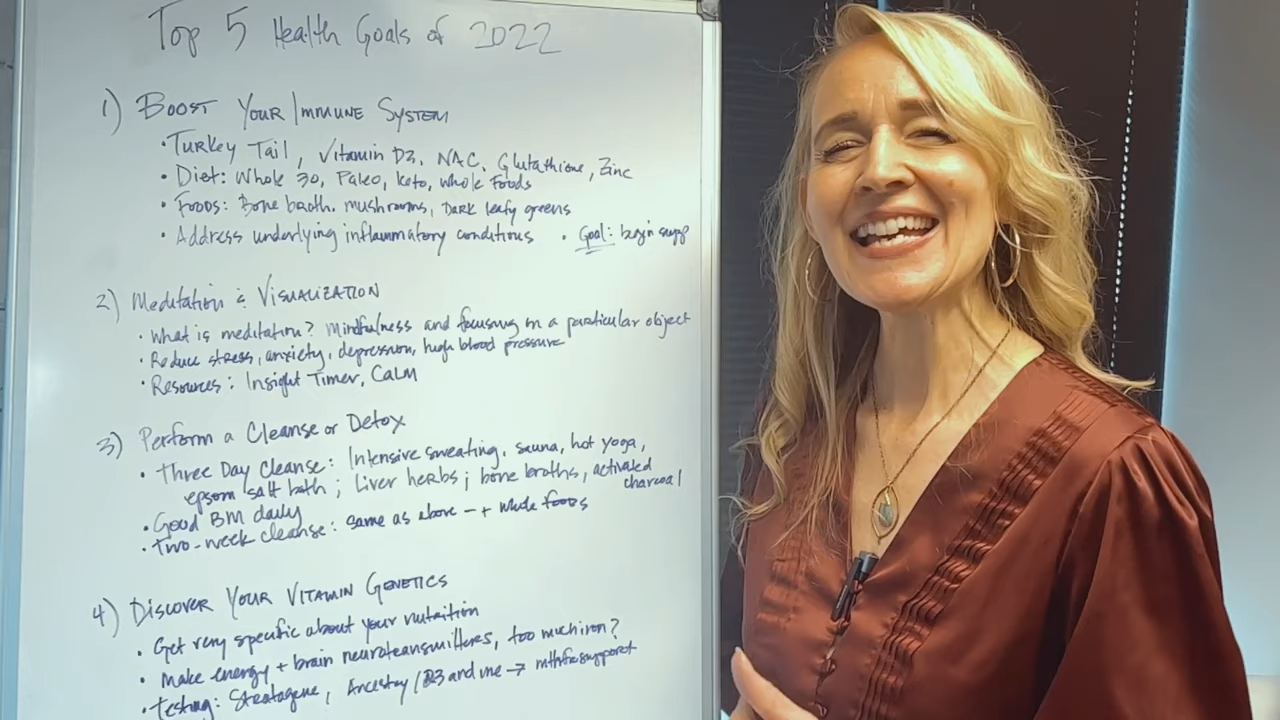 Top 5 Health Goals of 2022
1) Boost Your Immune System
• Turkey Tail, Vitamin D3, NAC, Glutathione, Zinc
• Diet: Whole 30, Paleo, Keto, Whole Foods
• Foods: Bone broth, mushrooms, Dark leafy greens
• Address underlying inflammatory conditions • Goal: begin supp
2) Meditation & Visualization
• What is meditation? Mindfulness and focusing on a particular object
• Reduce stress, anxiety, depression, high blood pressure
• Resources: Insight Timer, Calm
3) Perform a Cleanse or Detox
• Three Day Cleanse: Intensive sweating, sauna, hot yoga,
epsom salt bath; Liver herbs; bone broths, activated
charcoal
• Good BM daily
• Two-week cleanse: same as above - + whole foods
4) Discover Your Vitamin Genetics
• Get very specific about your nutrition
• Make energy + brain neurotransmitters, too much iron?
• Testing: Stratagene, Ancestry / 23 and me → mthfrsupport